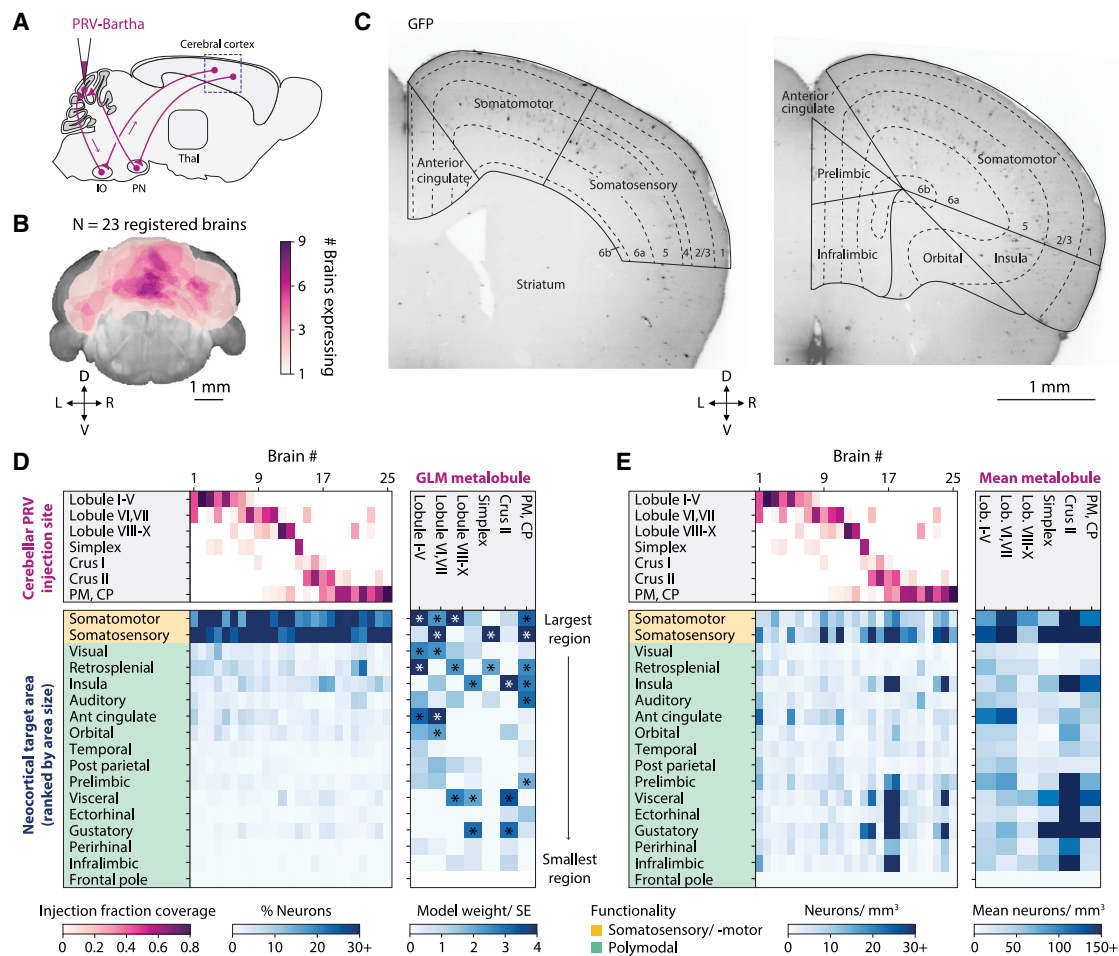 A
PRV-Bartha
Cerebral cortex
Thal
IO
PN
B
N = 23 registered brains
9
6
3
1
# Brains expressing
D
L
R
V
1 mm
C
GFP
Somatomotor
Anterior
cingulate
Somatosensory
6b
6a
5
4
2/3
1
Striatum
Anterior
cingulate
Prelimbic
Somatomotor
6b
6a
5
2/3
1
Infralimbic
Orbital
Insula
D
L
R
V
1 mm
D
Brain #
1
9
17
25
Cerebellar PRV
injection site
Lobule I-V
Lobule VI,VII
Lobule VIII-X
Simplex
Crus I
Crus II
PM, CP
GLM metalobule
Lobule I-V
Lobule VI,VII
Lobule VIII-X
Simplex
Crus II
PM, CP
Neocortical target area
(ranked by area size)
Somatomotor
Somatosensory
Visual
Retrosplenial
Insula
Auditory
Ant cingulate
Orbital
Temporal
Post parietal
Prelimbic
Visceral
Ectorhinal
Gustatory
Perirhinal
Infralimbic
Frontal pole
Largest
region
Smallest
region
Injection fraction coverage
0 0.2 0.4 0.6 0.8
% Neurons
0 10 20 30+
Model weight/ SE
0 1 2 3 4
E
Brain #
1
9
17
25
Lobule I-V
Lobule VI,VII
Lobule VIII-X
Simplex
Crus I
Crus II
PM, CP
Mean metalobule
Lob. I-V
Lob. VI,VII
Lob. VIII-X
Simplex
Crus II
PM, CP
Somatomotor
Somatosensory
Visual
Retrosplenial
Insula
Auditory
Ant cingulate
Orbital
Temporal
Post parietal
Prelimbic
Visceral
Ectorhinal
Gustatory
Perirhinal
Infralimbic
Frontal pole
Functionality
Somatosensory/ -motor
Polymodal
Neurons/ mm³
0 10 20 30+
Mean neurons/ mm³
0 50 100 150+